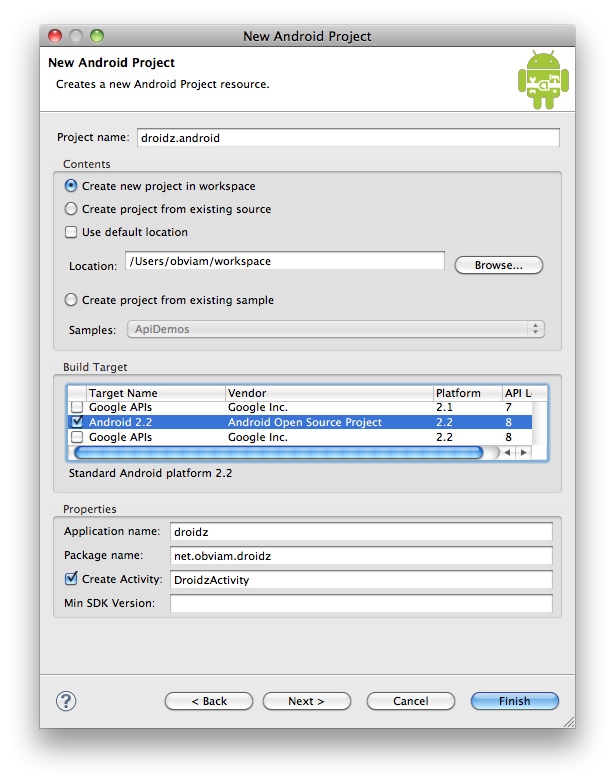 New Android Project
New Android Project
Creates a new Android Project resource.
Project name: droidz.android
Contents
Create new project in workspace
Create project from existing source
Use default location
Location: /Users/obviam/workspace Browse...
Create project from existing sample
Samples: ApiDemos
Build Target
Target Name Vendor Platform API L
Google APIs Google Inc. 2.1 7
Android 2.2 Android Open Source Project 2.2 8
Google APIs Google Inc. 2.2 8
Standard Android platform 2.2
Properties
Application name: droidz
Package name: net.obviam.droidz
Create Activity: DroidzActivity
Min SDK Version:
? < Back Next > Cancel Finish